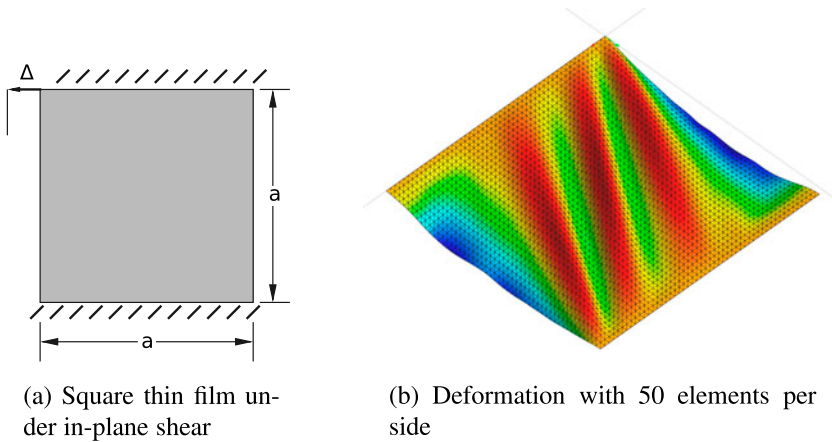 Δ
a
a
(a) Square thin film un-
der in-plane shear
(b) Deformation with 50 elements per
side